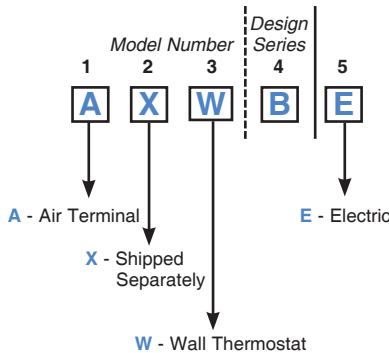 Design
Model Number Series
1 2 3 4 5
A X W B E
A - Air Terminal E - Electric
X - Shipped
Separately
W - Wall Thermostat